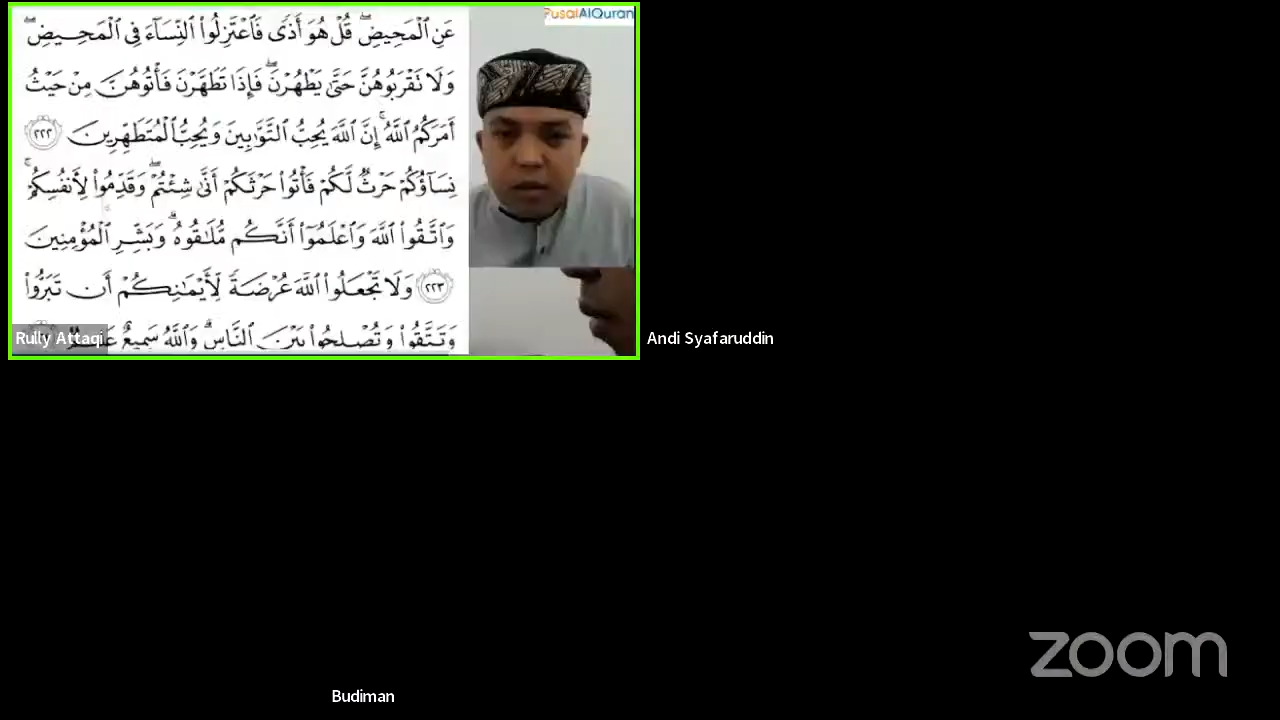 عَنِ ٱلْمَحِيضِ ۖ قُلْ هُوَ أَذًى فَٱعْتَزِلُوا۟ ٱلنِّسَآءَ فِى ٱلْمَحِيضِ ۖ
وَلَا تَقْرَبُوهُنَّ حَتَّىٰ يَطْهُرْنَ ۖ فَإِذَا تَطَهَّرْنَ فَأْتُوهُنَّ مِنْ حَيْثُ
أَمَرَكُمُ ٱللَّهُ ۚ إِنَّ ٱللَّهَ يُحِبُّ ٱلتَّوَّٰبِينَ وَيُحِبُّ ٱلْمُتَطَهِّرِينَ ٢٢٢
نِسَآؤُكُمْ حَرْثٌ لَّكُمْ فَأْتُوا۟ حَرْثَكُمْ أَنَّىٰ شِئْتُمْ ۖ وَقَدِّمُوا۟ لِأَنفُسِكُمْ ۚ
وَٱتَّقُوا۟ ٱللَّهَ وَٱعْلَمُوٓا۟ أَنَّكُم مُّلَٰقُوهُ ۗ وَبَشِّرِ ٱلْمُؤْمِنِينَ
٢٢٣ وَلَا تَجْعَلُوا۟ ٱللَّهَ عُرْضَةً لِّأَيْمَٰنِكُمْ أَن تَبَرُّوا۟
وَتَتَّقُوا۟ وَتُصْلِحُوا۟ بَيْنَ ٱلنَّاسِ ۗ وَٱللَّهُ سَمِيعٌ
PusatAlQuran
Rully Attaqi
Andi Syafaruddin
Budiman
zoom